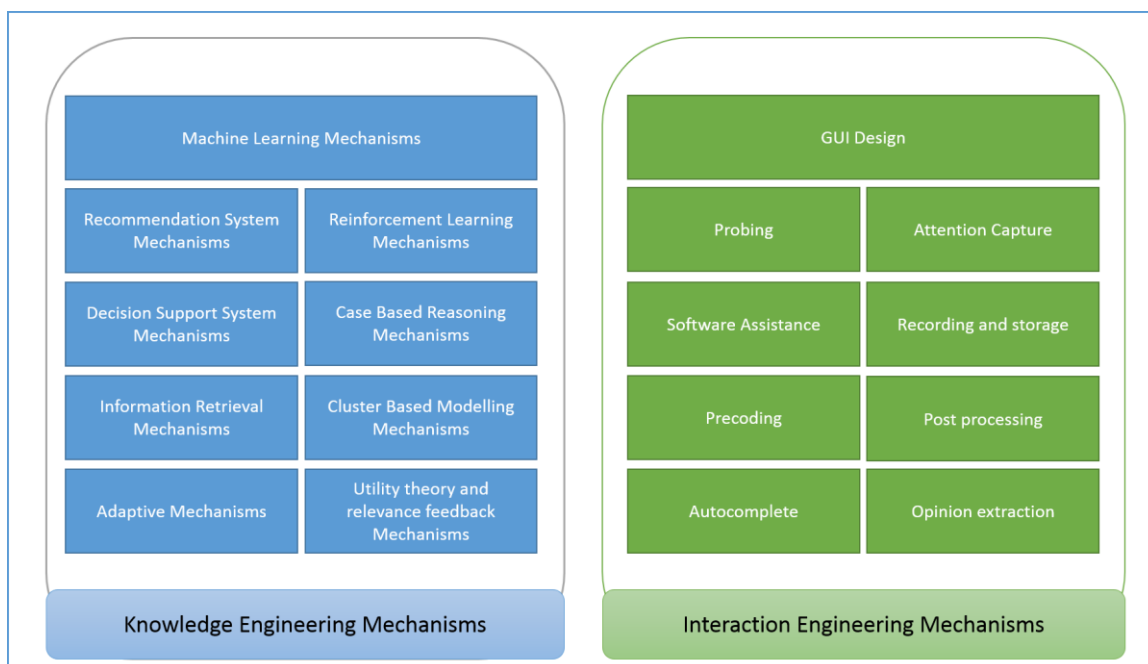 Machine Learning Mechanisms
Recommendation System
Mechanisms
Reinforcement Learning
Mechanisms
Decision Support System
Mechanisms
Case Based Reasoning
Mechanisms
Information Retrieval
Mechanisms
Cluster Based Modelling
Mechanisms
Adaptive Mechanisms
Utility theory and
relevance feedback
Mechanisms
Knowledge Engineering Mechanisms
GUI Design
Probing
Attention Capture
Software Assistance
Recording and storage
Precoding
Post processing
Autocomplete
Opinion extraction
Interaction Engineering Mechanisms